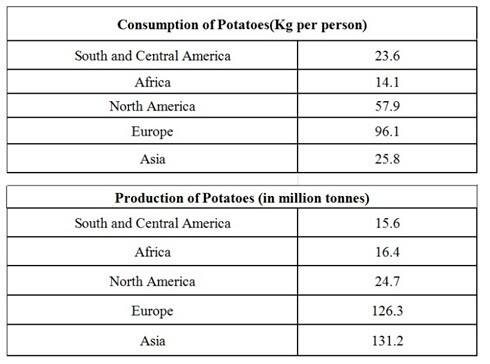 Consumption of Potatoes(Kg per person)
South and Central America 23.6
Africa 14.1
North America 57.9
Europe 96.1
Asia 25.8
Production of Potatoes (in million tonnes)
South and Central America 15.6
Africa 16.4
North America 24.7
Europe 126.3
Asia 131.2